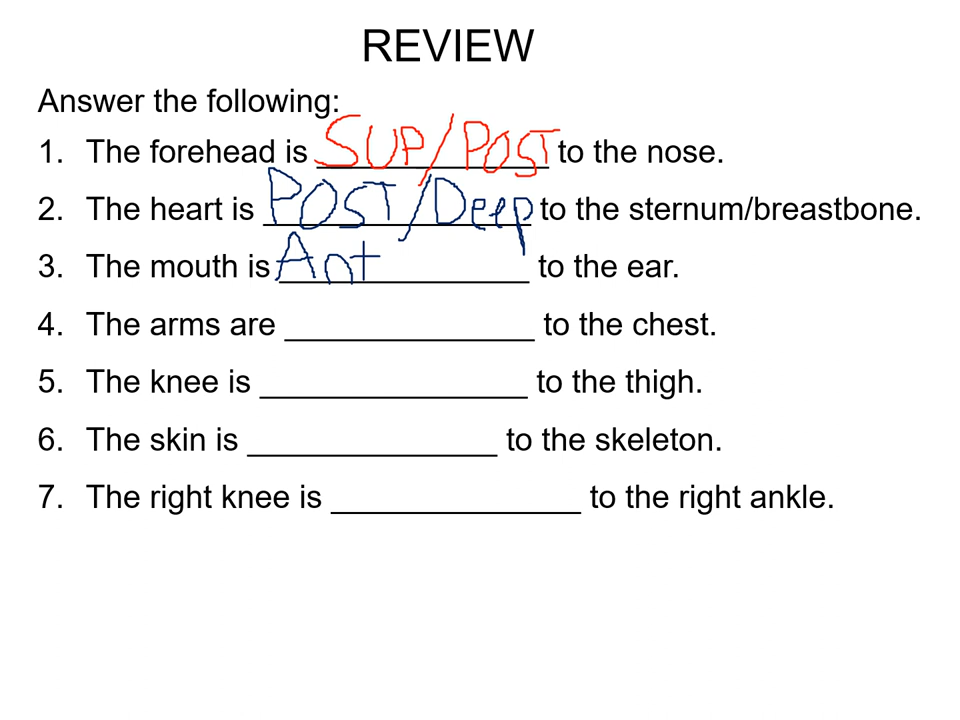 REVIEW
Answer the following:
1. The forehead is SUP/POST to the nose.
2. The heart is POST/Deep to the sternum/breastbone.
3. The mouth is Ant to the ear.
4. The arms are ______________ to the chest.
5. The knee is _______________ to the thigh.
6. The skin is ______________ to the skeleton.
7. The right knee is ______________ to the right ankle.